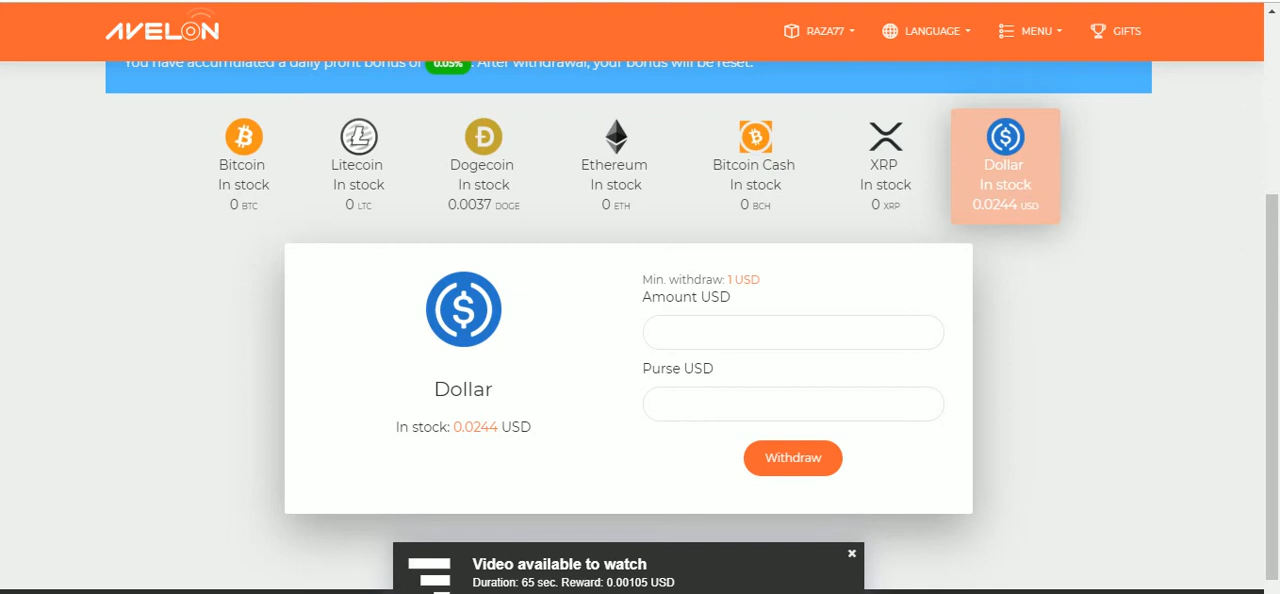 AVELON
RAZA77
LANGUAGE
MENU
GIFTS
You have accumulated a daily profit bonus of 0.05%. After withdrawal, your bonus will be reset.
Bitcoin
In stock
0 BTC
Litecoin
In stock
0 LTC
Dogecoin
In stock
0.0037 DOGE
Ethereum
In stock
0 ETH
Bitcoin Cash
In stock
0 BCH
XRP
In stock
0 XRP
Dollar
In stock
0.0244 USD
Dollar
In stock: 0.0244 USD
Min. withdraw: 1 USD
Amount USD
Purse USD
Withdraw
Video available to watch
Duration: 65 sec. Reward: 0.00105 USD